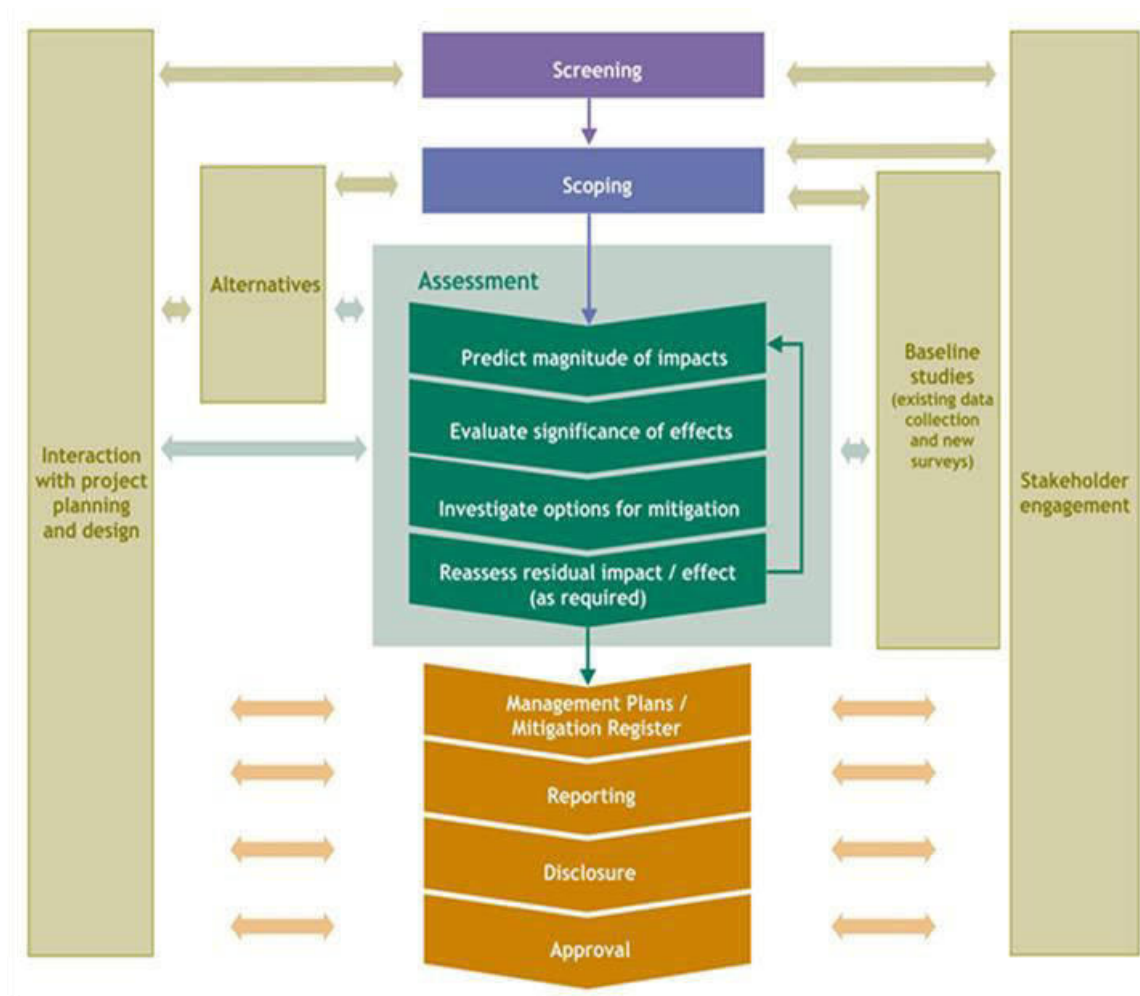 Screening
Scoping
Alternatives
Assessment
Predict magnitude of impacts
Evaluate significance of effects
Investigate options for mitigation
Reassess residual impact / effect
(as required)
Interaction
with project
planning
and design
Baseline
studies
(existing data
collection
and new
surveys)
Stakeholder
engagement
Management Plans /
Mitigation Register
Reporting
Disclosure
Approval